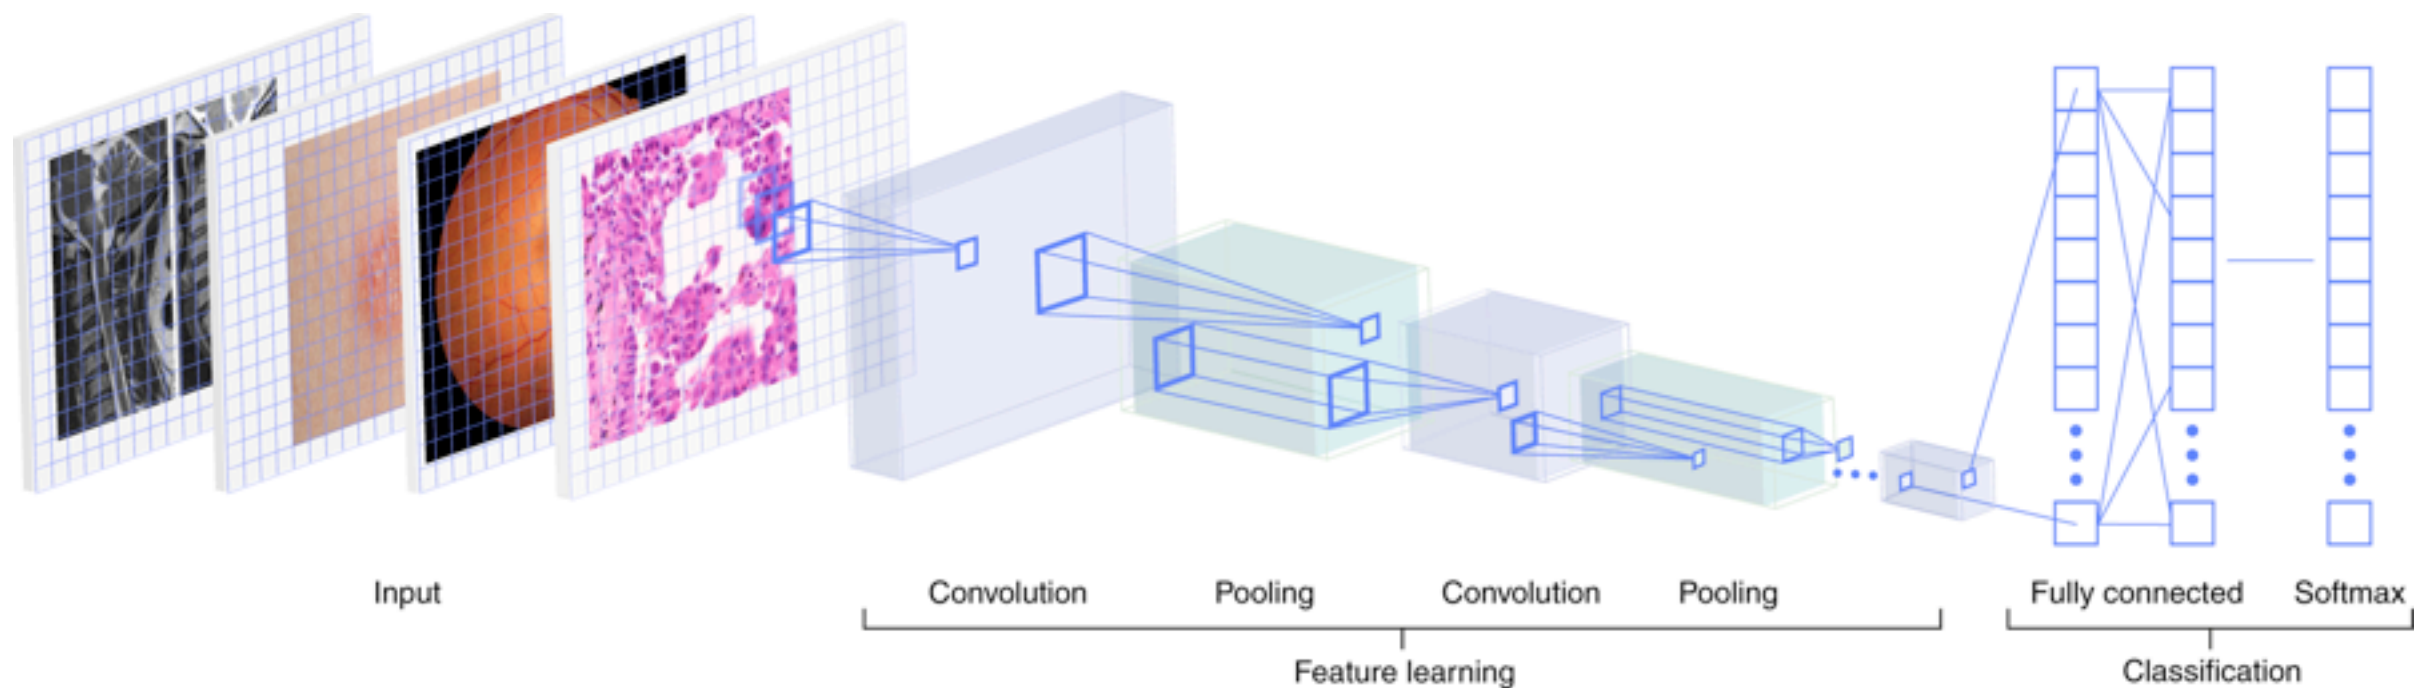 Input
Convolution
Pooling
Convolution
Pooling
Fully connected
Softmax
Feature learning
Classification